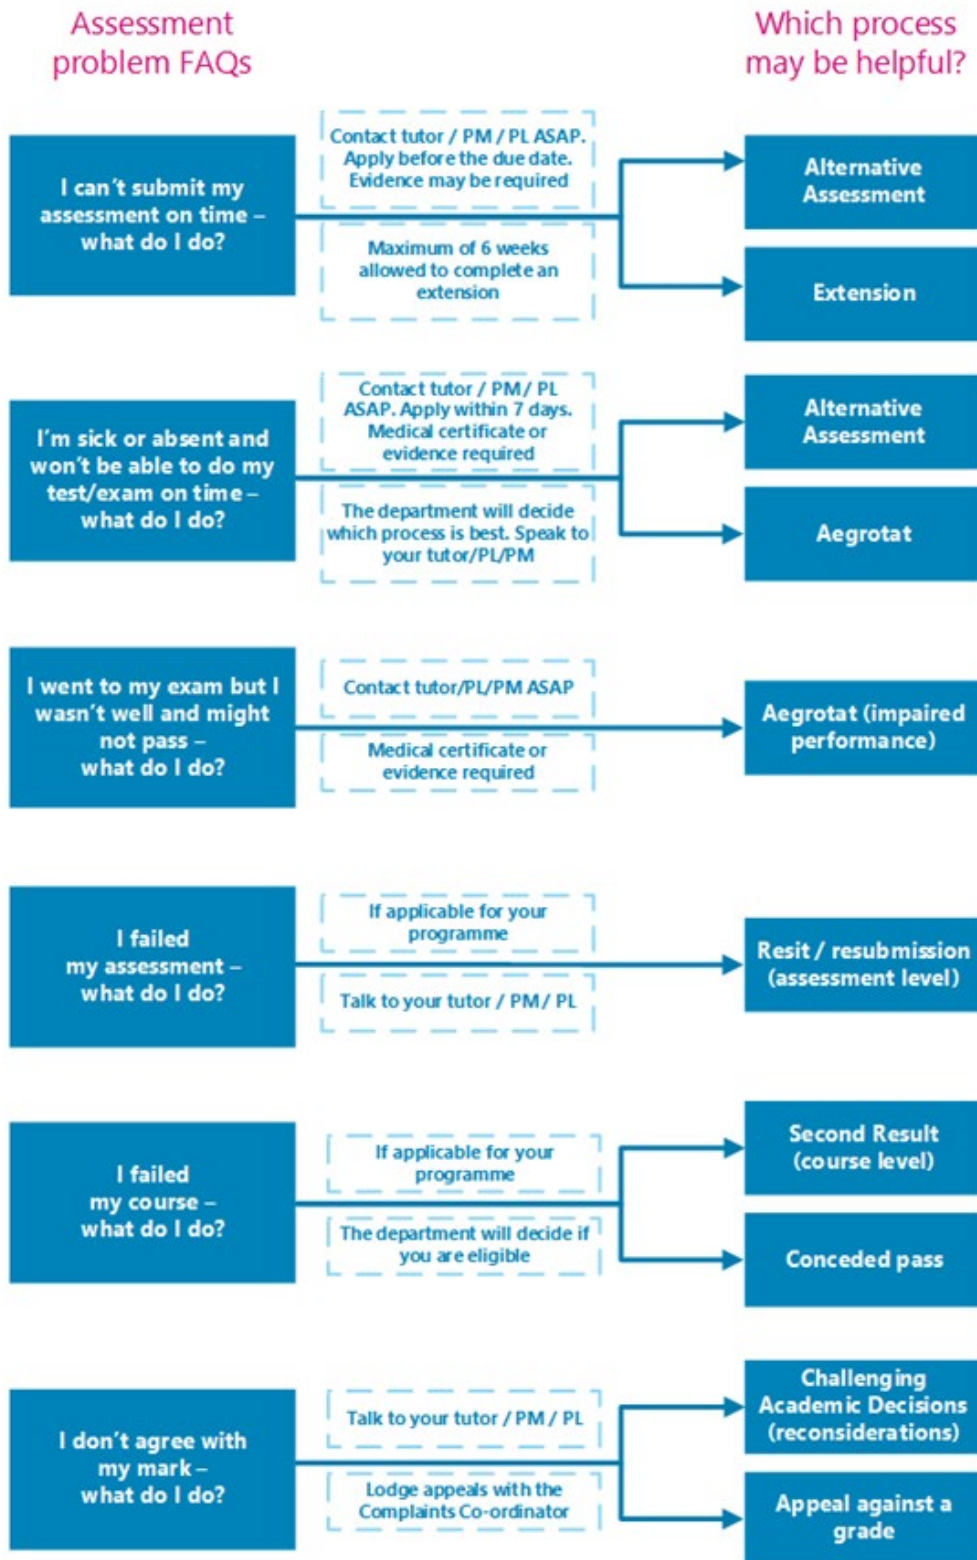 Assessment
problem FAQs
Which process
may be helpful?
I can't submit my
assessment on time –
what do I do?
Contact tutor / PM / PL ASAP.
Apply before the due date.
Evidence may be required
Maximum of 6 weeks
allowed to complete an
extension
Alternative
Assessment
Extension
I'm sick or absent and
won't be able to do my
test/exam on time –
what do I do?
Contact tutor / PM/ PL
ASAP. Apply within 7 days.
Medical certificate or
evidence required
The department will decide
which process is best. Speak to
your tutor/PL/PM
Alternative
Assessment
Aegrotat
I went to my exam but I
wasn't well and might
not pass –
what do I do?
Contact tutor/PL/PM ASAP
Medical certificate or
evidence required
Aegrotat (impaired
performance)
I failed
my assessment –
what do I do?
If applicable for your
programme
Talk to your tutor / PM/ PL
Resit / resubmission
(assessment level)
I failed
my course –
what do I do?
If applicable for your
programme
The department will decide if
you are eligible
Second Result
(course level)
Conceded pass
I don't agree with
my mark –
what do I do?
Talk to your tutor / PM / PL
Lodge appeals with the
Complaints Co-ordinator
Challenging
Academic Decisions
(reconsiderations)
Appeal against a
grade